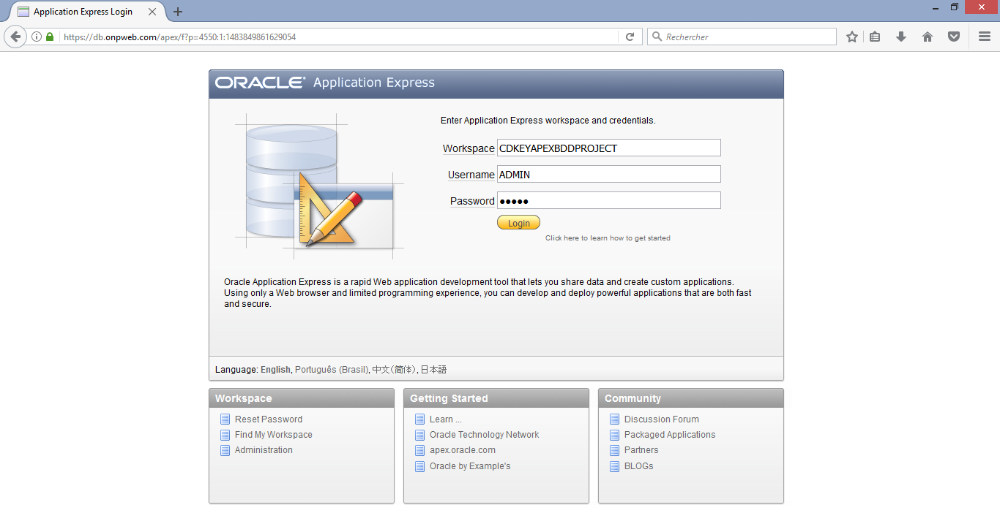 Application Express Login
https://db.onpweb.com/apex/f?p=4550:1:1483849861629054
Rechercher
ORACLE® Application Express
Enter Application Express workspace and credentials.
Workspace CDKEYAPEXBDDPROJECT
Username ADMIN
Password ●●●●●
Login
Click here to learn how to get started
Oracle Application Express is a rapid Web application development tool that lets you share data and create custom applications.
Using only a Web browser and limited programming experience, you can develop and deploy powerful applications that are both fast
and secure.
Language: English, Português (Brasil), 中文(简体), 日本語
Workspace
Reset Password
Find My Workspace
Administration
Getting Started
Learn ...
Oracle Technology Network
apex.oracle.com
Oracle by Example's
Community
Discussion Forum
Packaged Applications
Partners
BLOGs